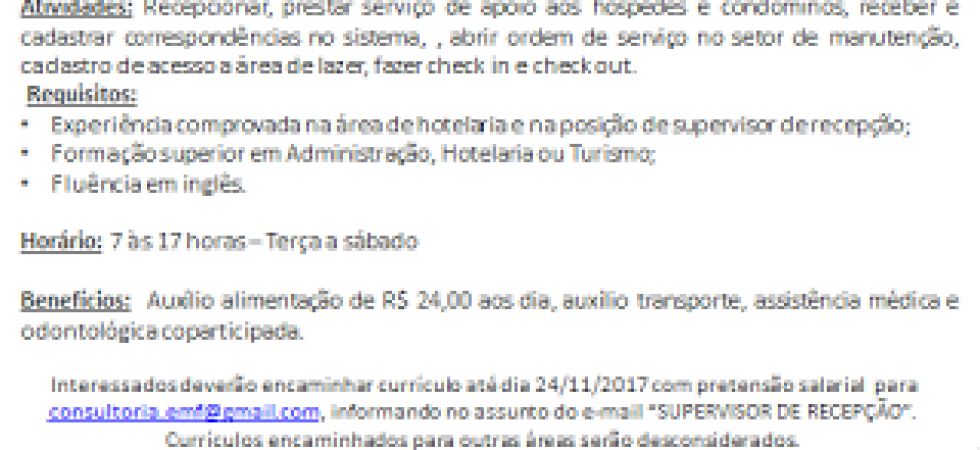 Atividades: Recepcionar, prestar serviço de apoio aos hospedes e condôminos, receber e
cadastrar correspondências no sistema, , abrir ordem de serviço no setor de manutenção,
cadastro de acesso a área de lazer, fazer check in e check out.
Requisitos:
• Experiência comprovada na área de hotelaria e na posição de supervisor de recepção;
• Formação superior em Administração, Hotelaria ou Turismo;
• Fluência em inglês.
Horário: 7 às 17 horas – Terça a sábado
Benefícios: Auxílio alimentação de R$ 24,00 aos dia, auxílio transporte, assistência médica e
odontológica coparticipada.
Interessados deverão encaminhar currículo até dia 24/11/2017 com pretensão salarial para
consultoria.emf@gmail.com, informando no assunto do e-mail "SUPERVISOR DE RECEPÇÃO".
Currículos encaminhados para outras áreas serão desconsiderados.